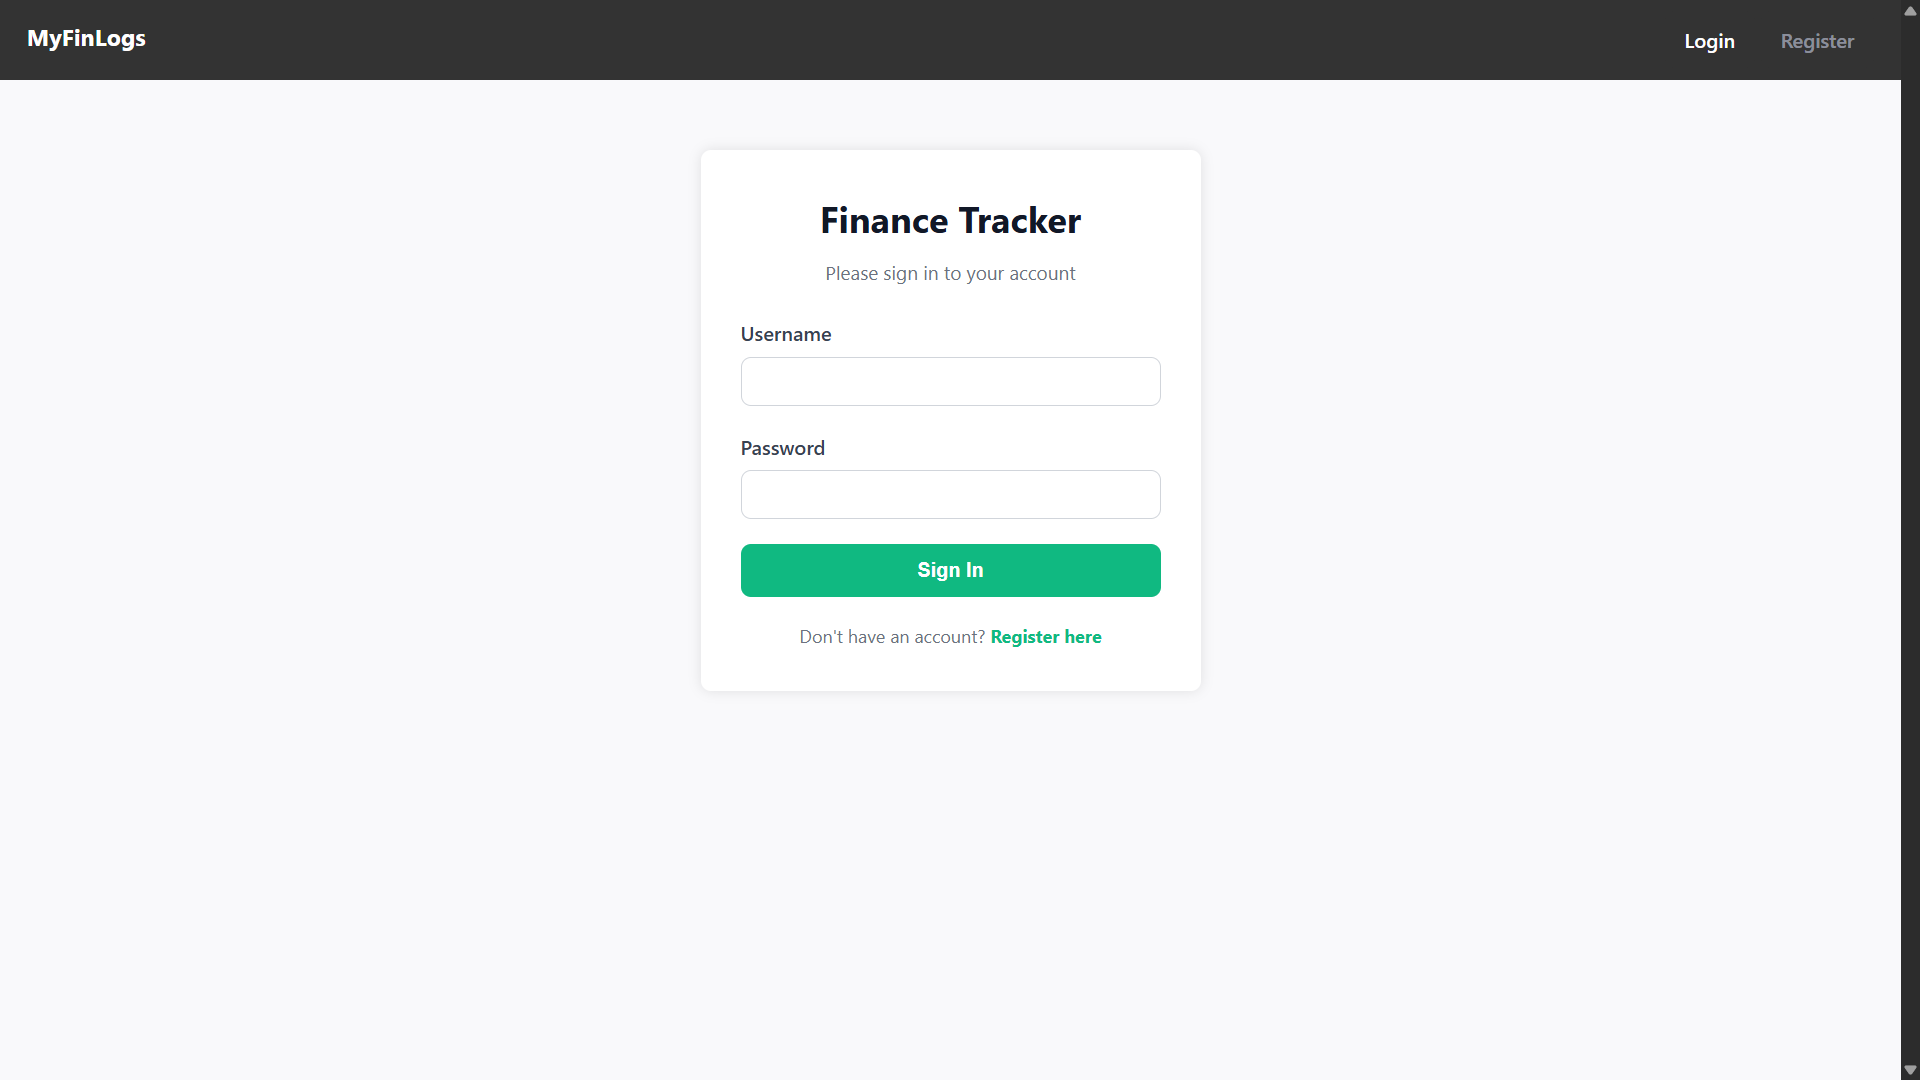 MyFinLogs
Login
Register
Finance Tracker
Please sign in to your account
Username
Password
Sign In
Don't have an account? Register here